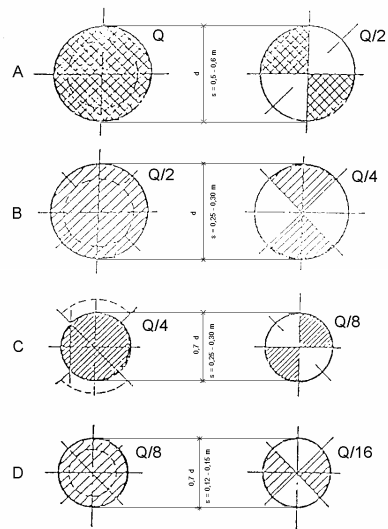 Q
Q/2
A
d
s = 0,5 - 0,6 m
Q/2
Q/4
B
d
s = 0,25 - 0,30 m
Q/4
Q/8
C
0,7 d
s = 0,25 - 0,30 m
Q/8
Q/16
D
0,7 d
s = 0,12 - 0,15 m